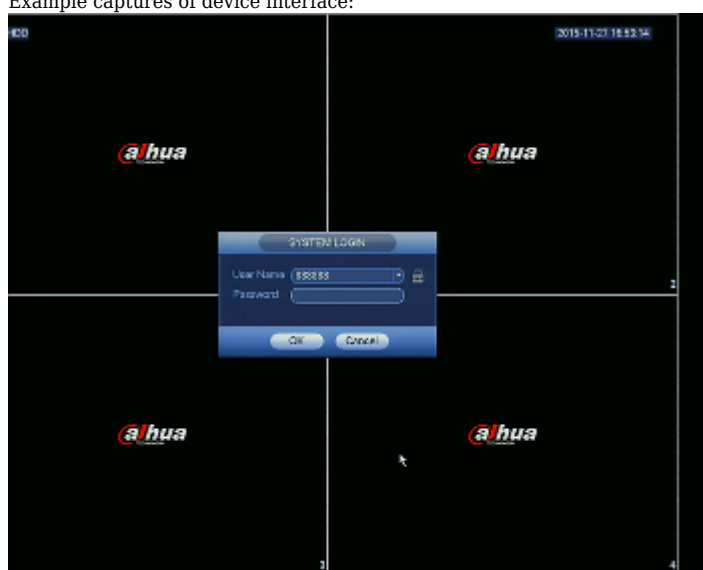 Example captures of device interface:
HDD
2015-11-27 16:53:14
alhua
alhua
SYSTEM LOGIN
User Name 888888
Password
2
OK Cancel
alhua
alhua
3
4